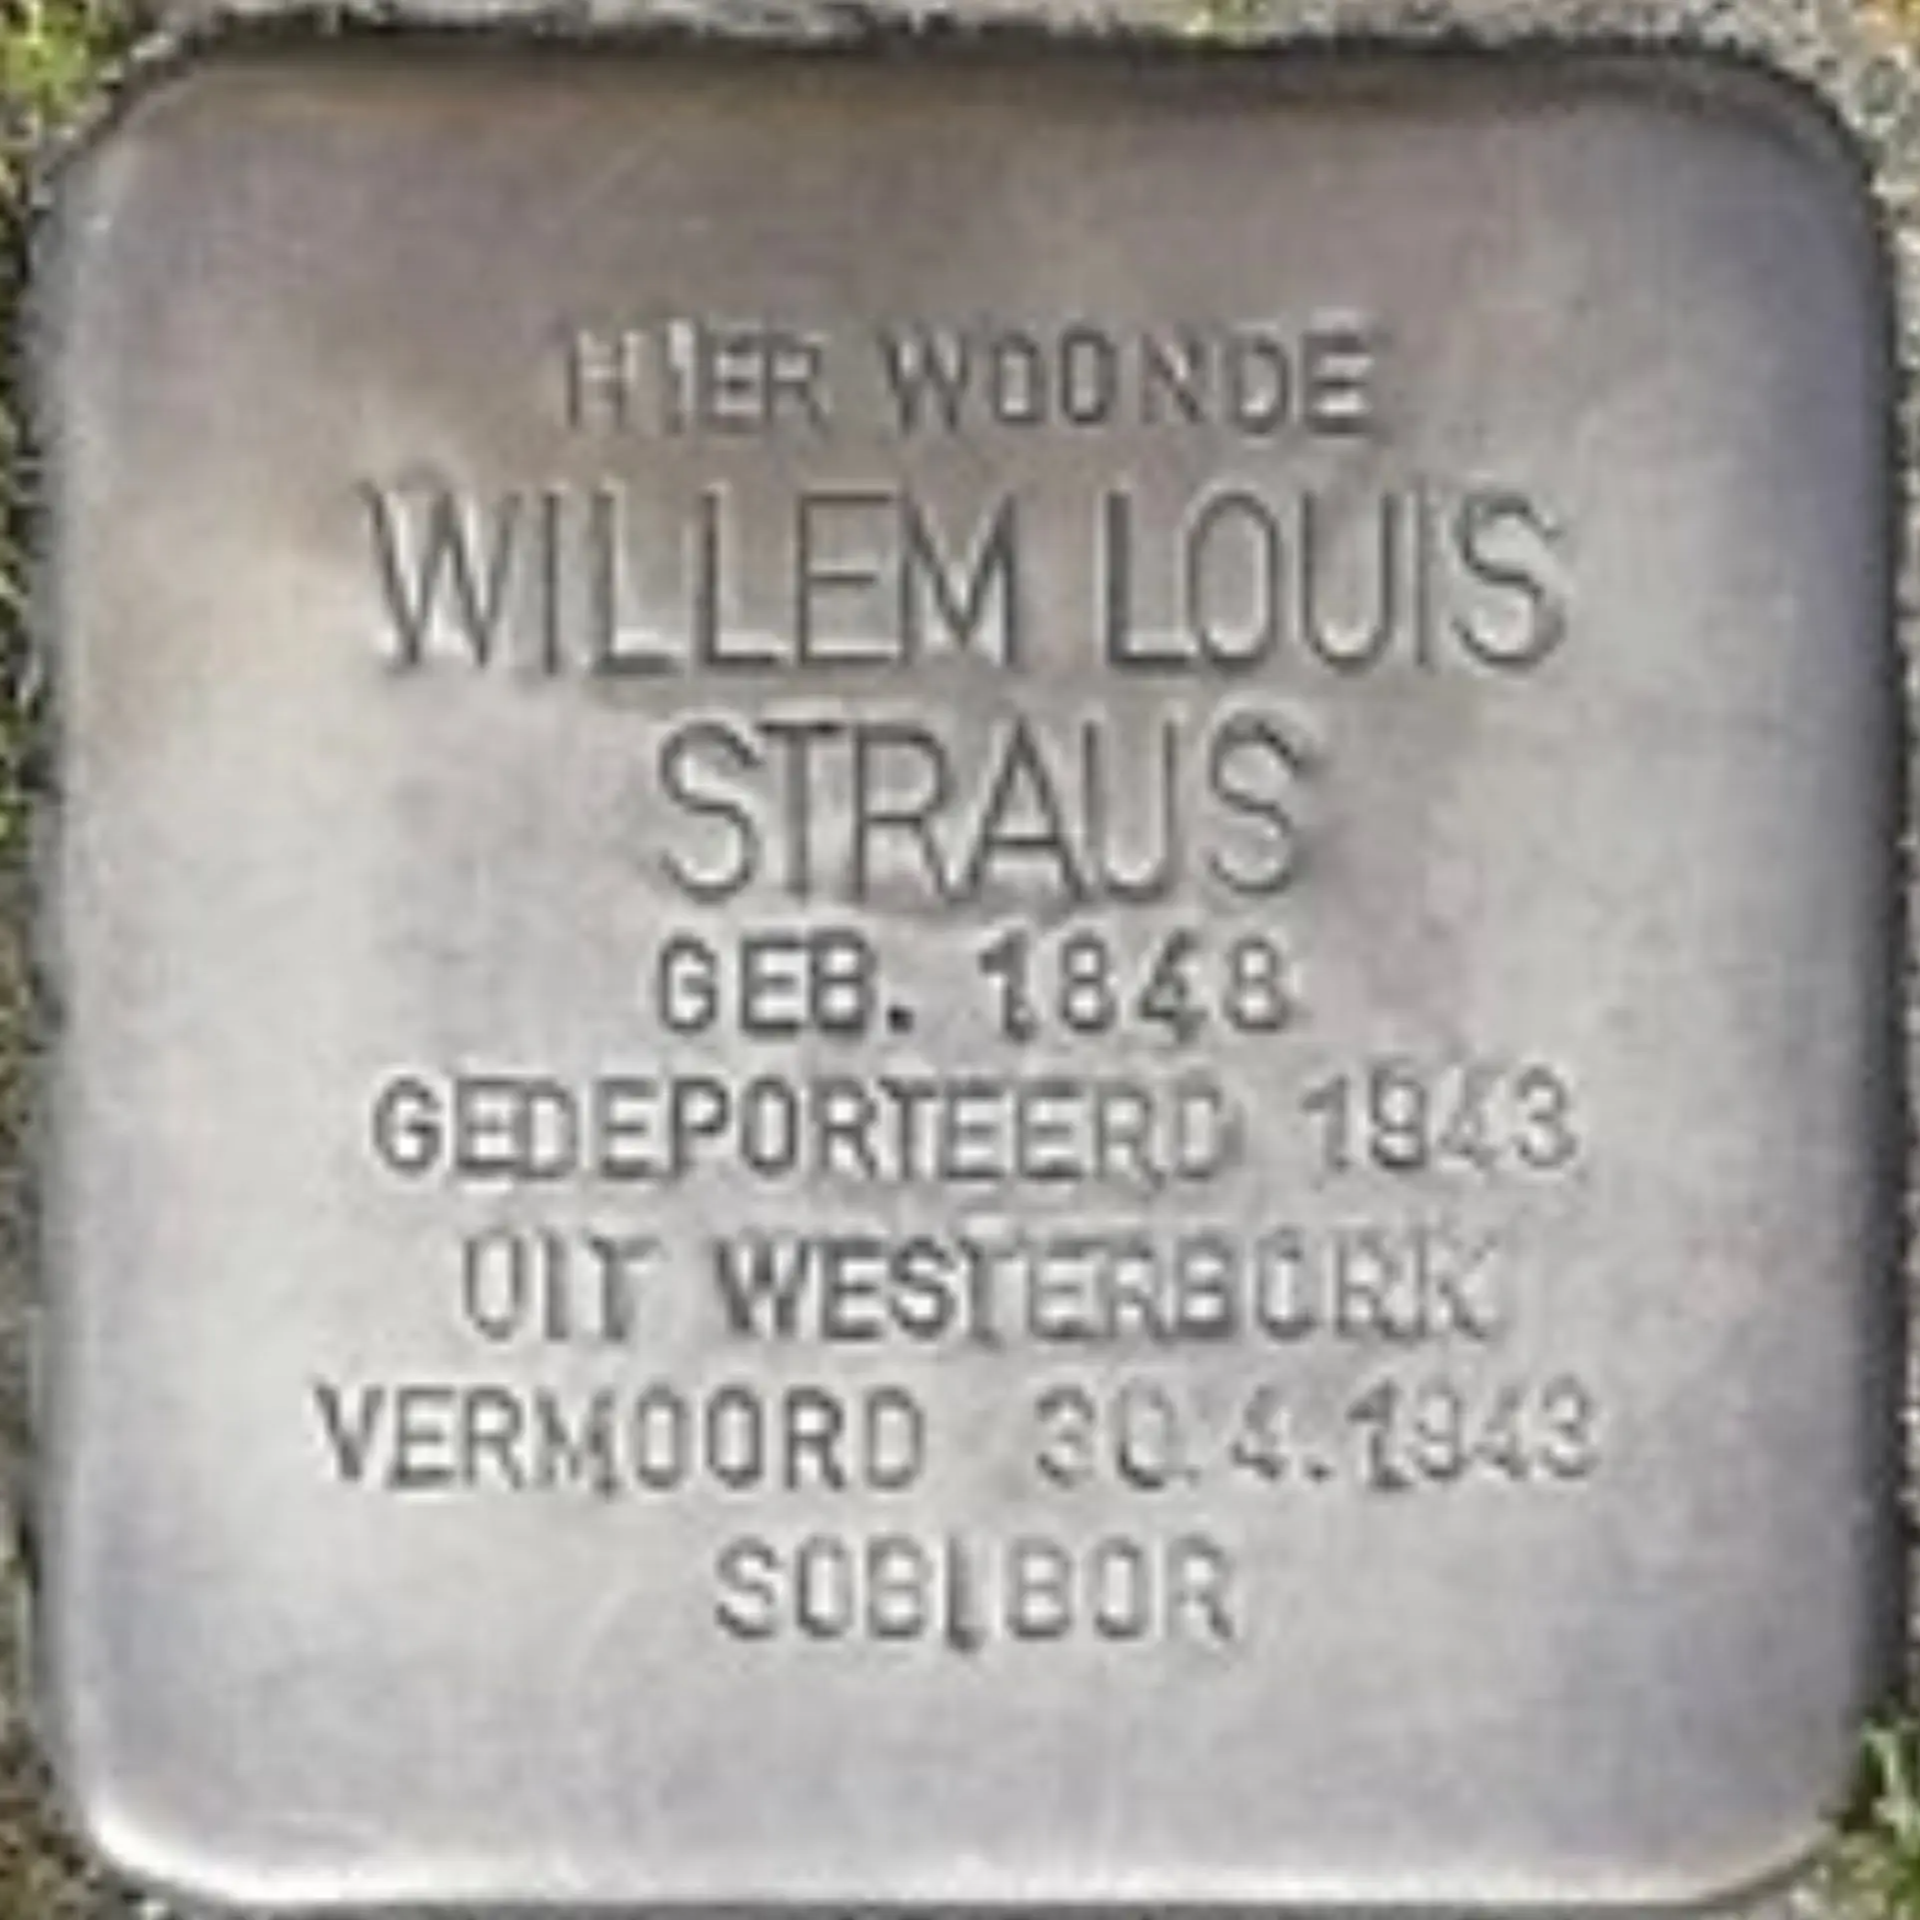 HIER WOONDE
WILLEM LOUIS
STRAUS
GEB. 1848
GEDEPORTEERD 1943
UIT WESTERBORK
VERMOORD 30.4.1943
SOBIBOR